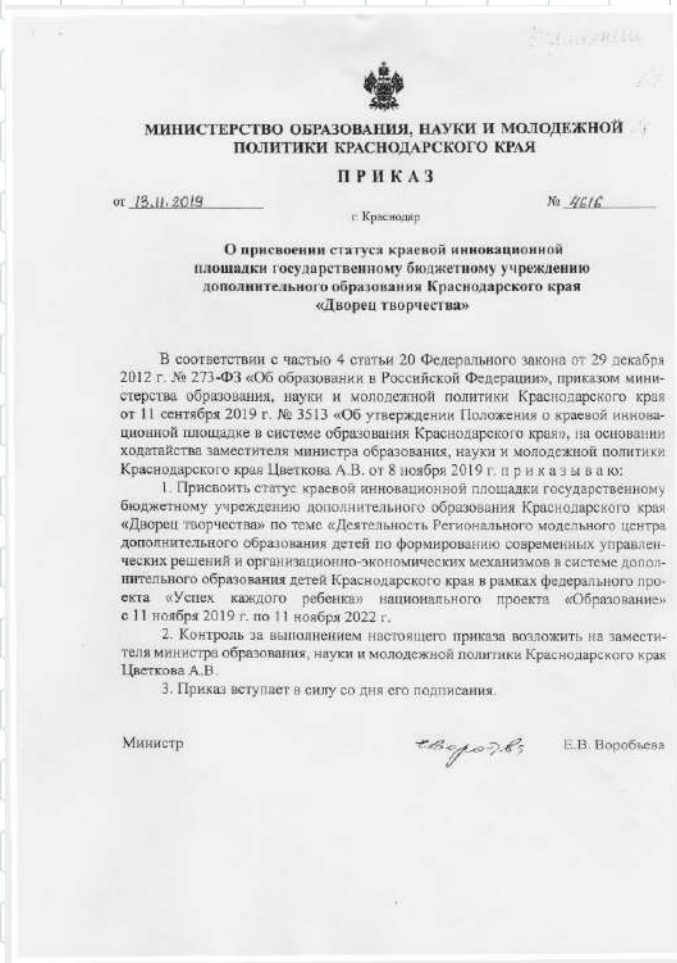 МИНИСТЕРСТВО ОБРАЗОВАНИЯ, НАУКИ И МОЛОДЕЖНОЙ
ПОЛИТИКИ КРАСНОДАРСКОГО КРАЯ
ПРИКАЗ
от 13.11.2019 № 4616
г. Краснодар
О присвоении статуса краевой инновационной
площадки государственному бюджетному учреждению
дополнительного образования Краснодарского края
«Дворец творчества»
В соответствии с частью 4 статьи 20 Федерального закона от 29 декабря
2012 г. № 273-ФЗ «Об образовании в Российской Федерации», приказом мини-
стерства образования, науки и молодежной политики Краснодарского края
от 11 сентября 2019 г. № 3513 «Об утверждении Положения о краевой иннова-
ционной площадке в системе образования Краснодарского края», на основании
ходатайства заместителя министра образования, науки и молодежной политики
Краснодарского края Цветкова А.В. от 8 ноября 2019 г. п р и к а з ы в а ю:
1. Присвоить статус краевой инновационной площадки государственному
бюджетному учреждению дополнительного образования Краснодарского края
«Дворец творчества» по теме «Деятельность Регионального модельного центра
дополнительного образования детей по формированию современных управлен-
ческих решений и организационно-экономических механизмов в системе допол-
нительного образования детей Краснодарского края в рамках федерального про-
екта «Успех каждого ребенка» национального проекта «Образование»
с 11 ноября 2019 г. по 11 ноября 2022 г.
2. Контроль за выполнением настоящего приказа возложить на замести-
теля министра образования, науки и молодежной политики Краснодарского края
Цветкова А.В.
3. Приказ вступает в силу со дня его подписания.
Министр Е.В. Воробьева